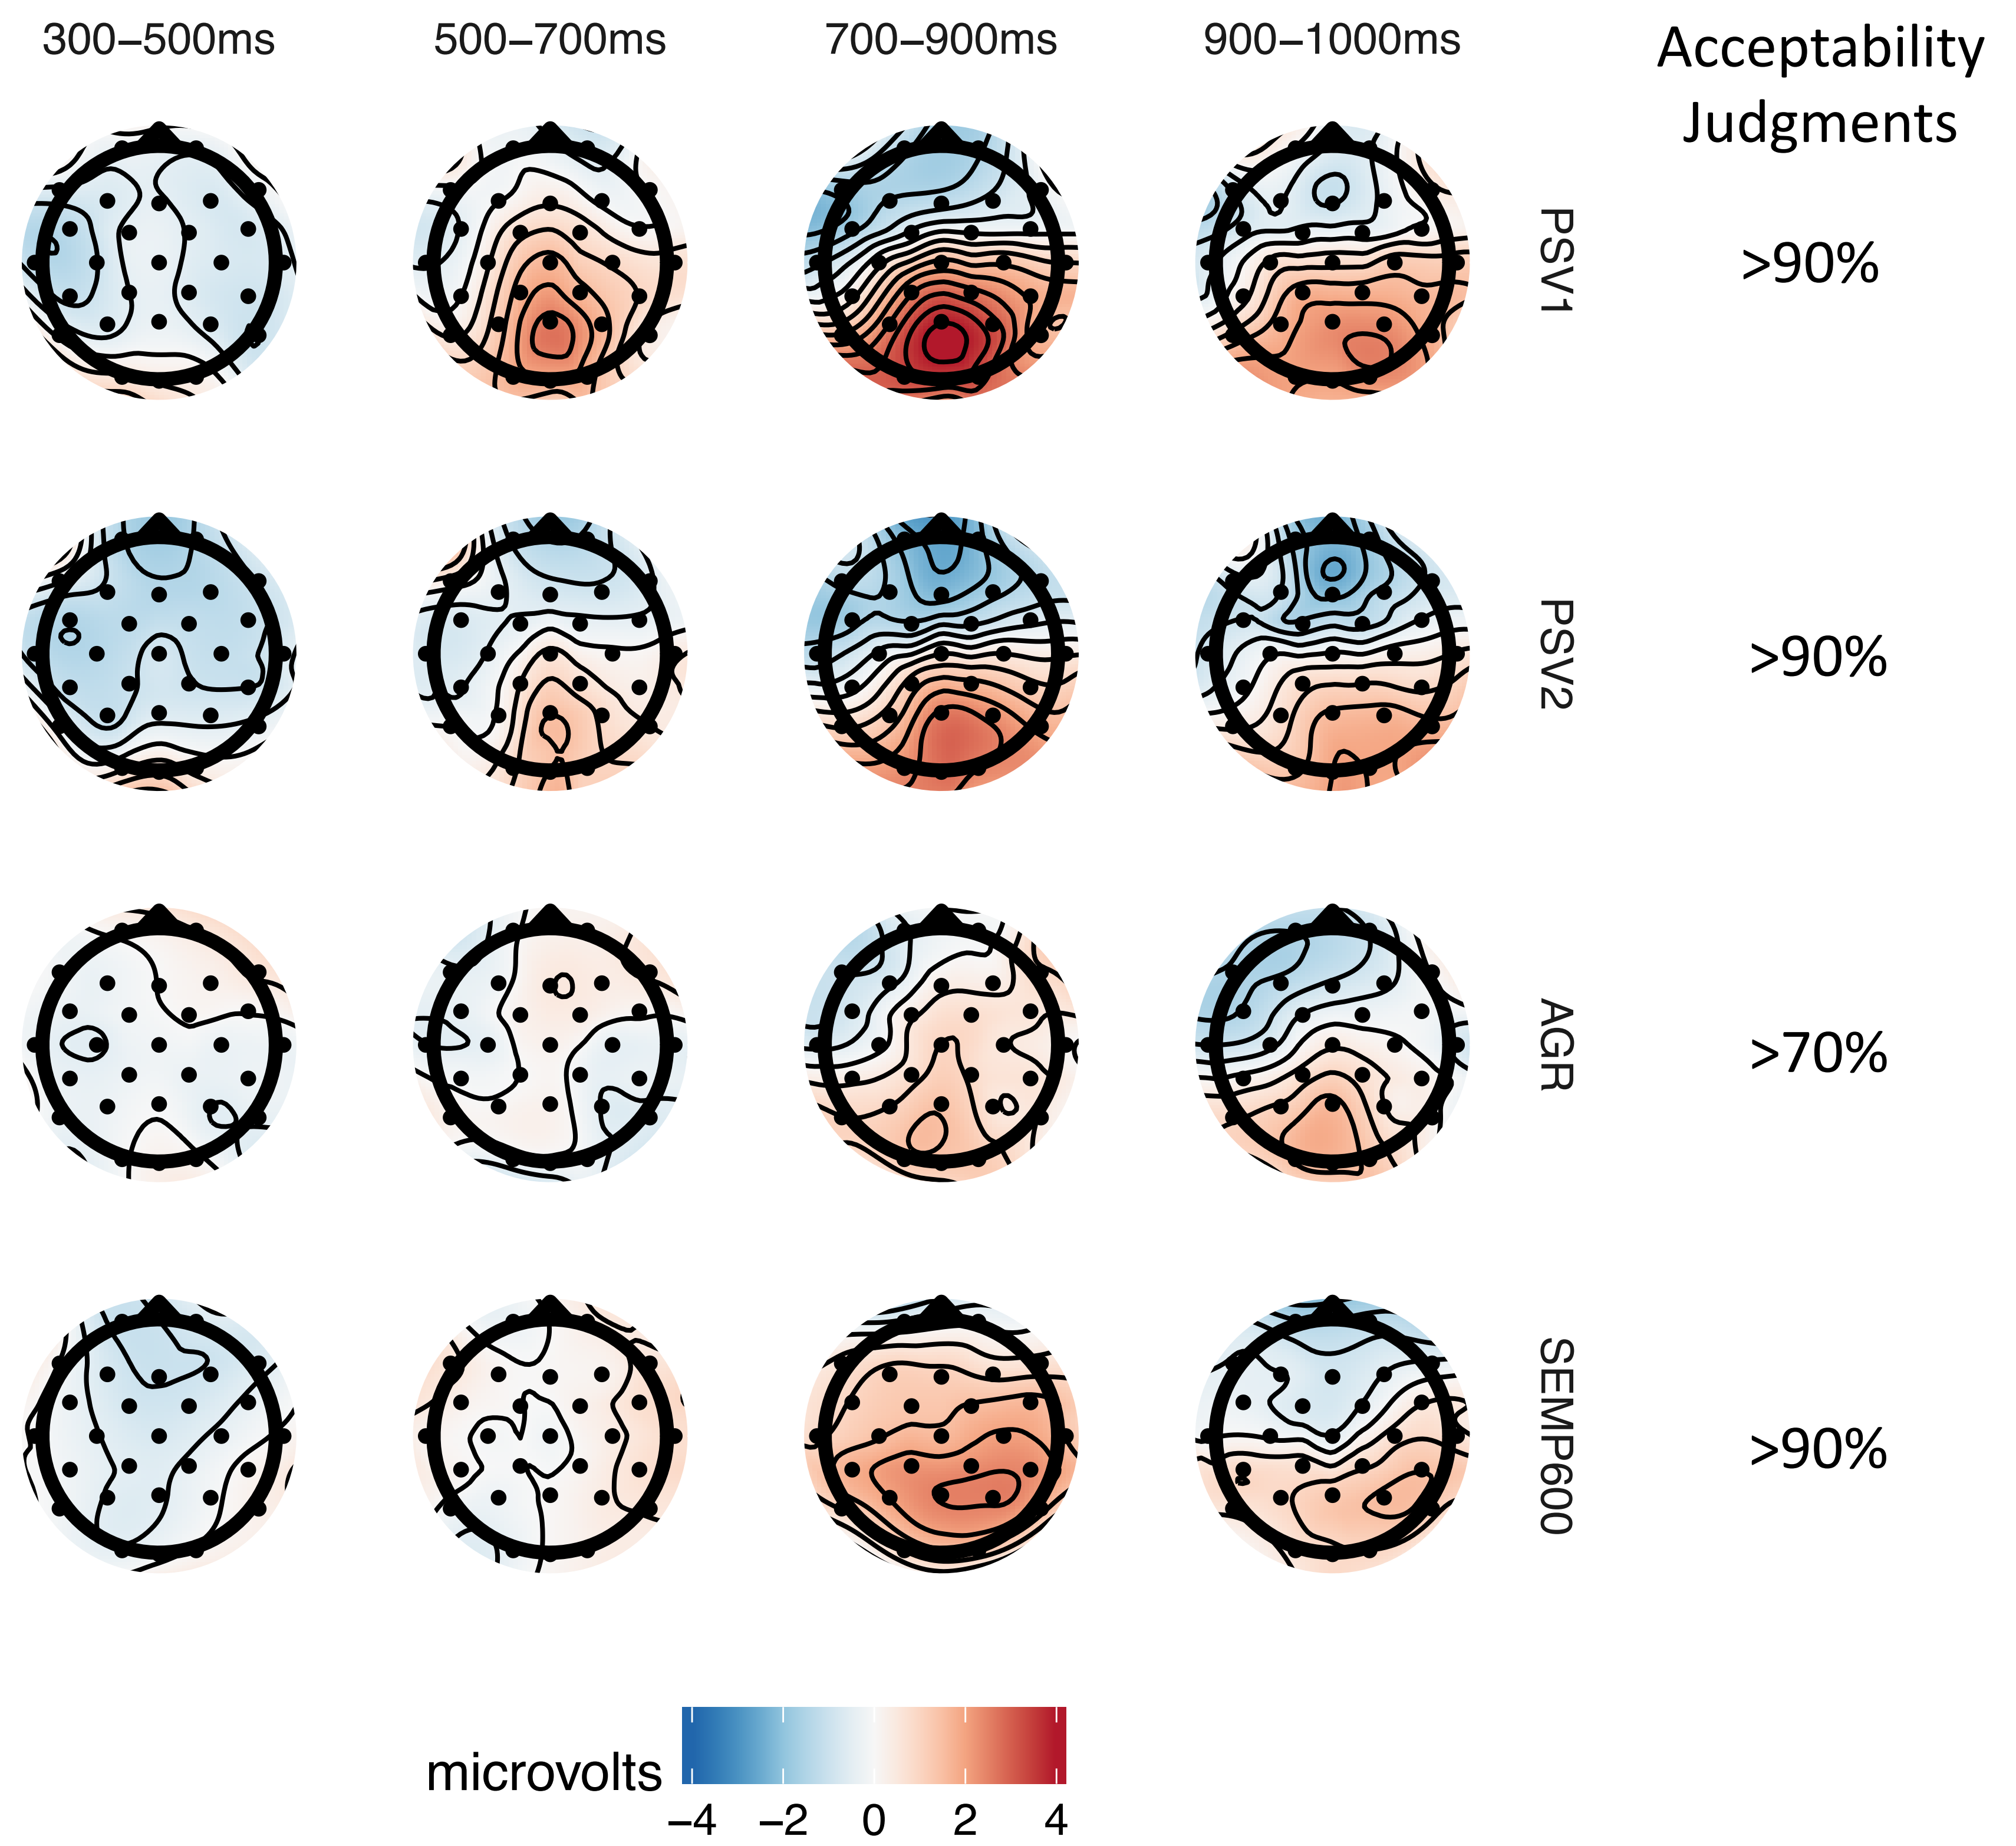 300–500ms 500–700ms 700–900ms 900–1000ms Acceptability
Judgments
PSV1 >90%
PSV2 >90%
AGR >70%
SEMP600 >90%
microvolts
−4 −2 0 2 4